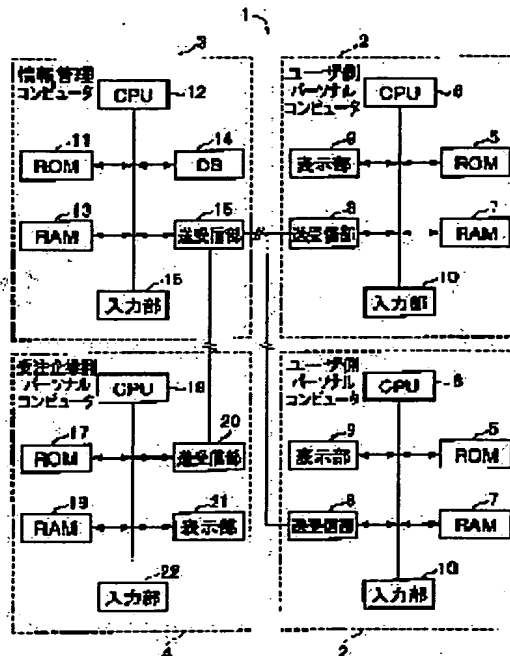 1
3
情報管理
コンピュータ
CPU
12
11
ROM
14
DB
13
RAM
15
送受信部
15
入力部
2
ユーザ側
パーソナル
コンピュータ
CPU
6
9
表示部
5
ROM
8
送受信部
7
RAM
10
入力部
受注企業側
パーソナル
コンピュータ
CPU
18
17
ROM
20
送受信部
19
RAM
21
表示部
22
入力部
4
ユーザ側
パーソナル
コンピュータ
CPU
6
9
表示部
5
ROM
8
送受信部
7
RAM
10
入力部
2